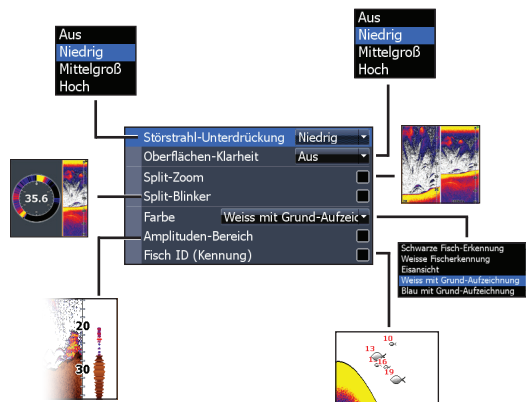 Aus
Niedrig
Mittelgroß
Hoch
Aus
Niedrig
Mittelgroß
Hoch
Störstrahl-Unterdrückung Niedrig
Oberflächen-Klarheit Aus
Split-Zoom
Split-Blinker
Farbe Weiss mit Grund-Aufzeic
Amplituden-Bereich
Fisch ID (Kennung)
35.6
Schwarze Fisch-Erkennung
Weisse Fischerkennung
Eisansicht
Weiss mit Grund-Aufzeichnung
Blau mit Grund-Aufzeichnung
20
30
10
13
16
19